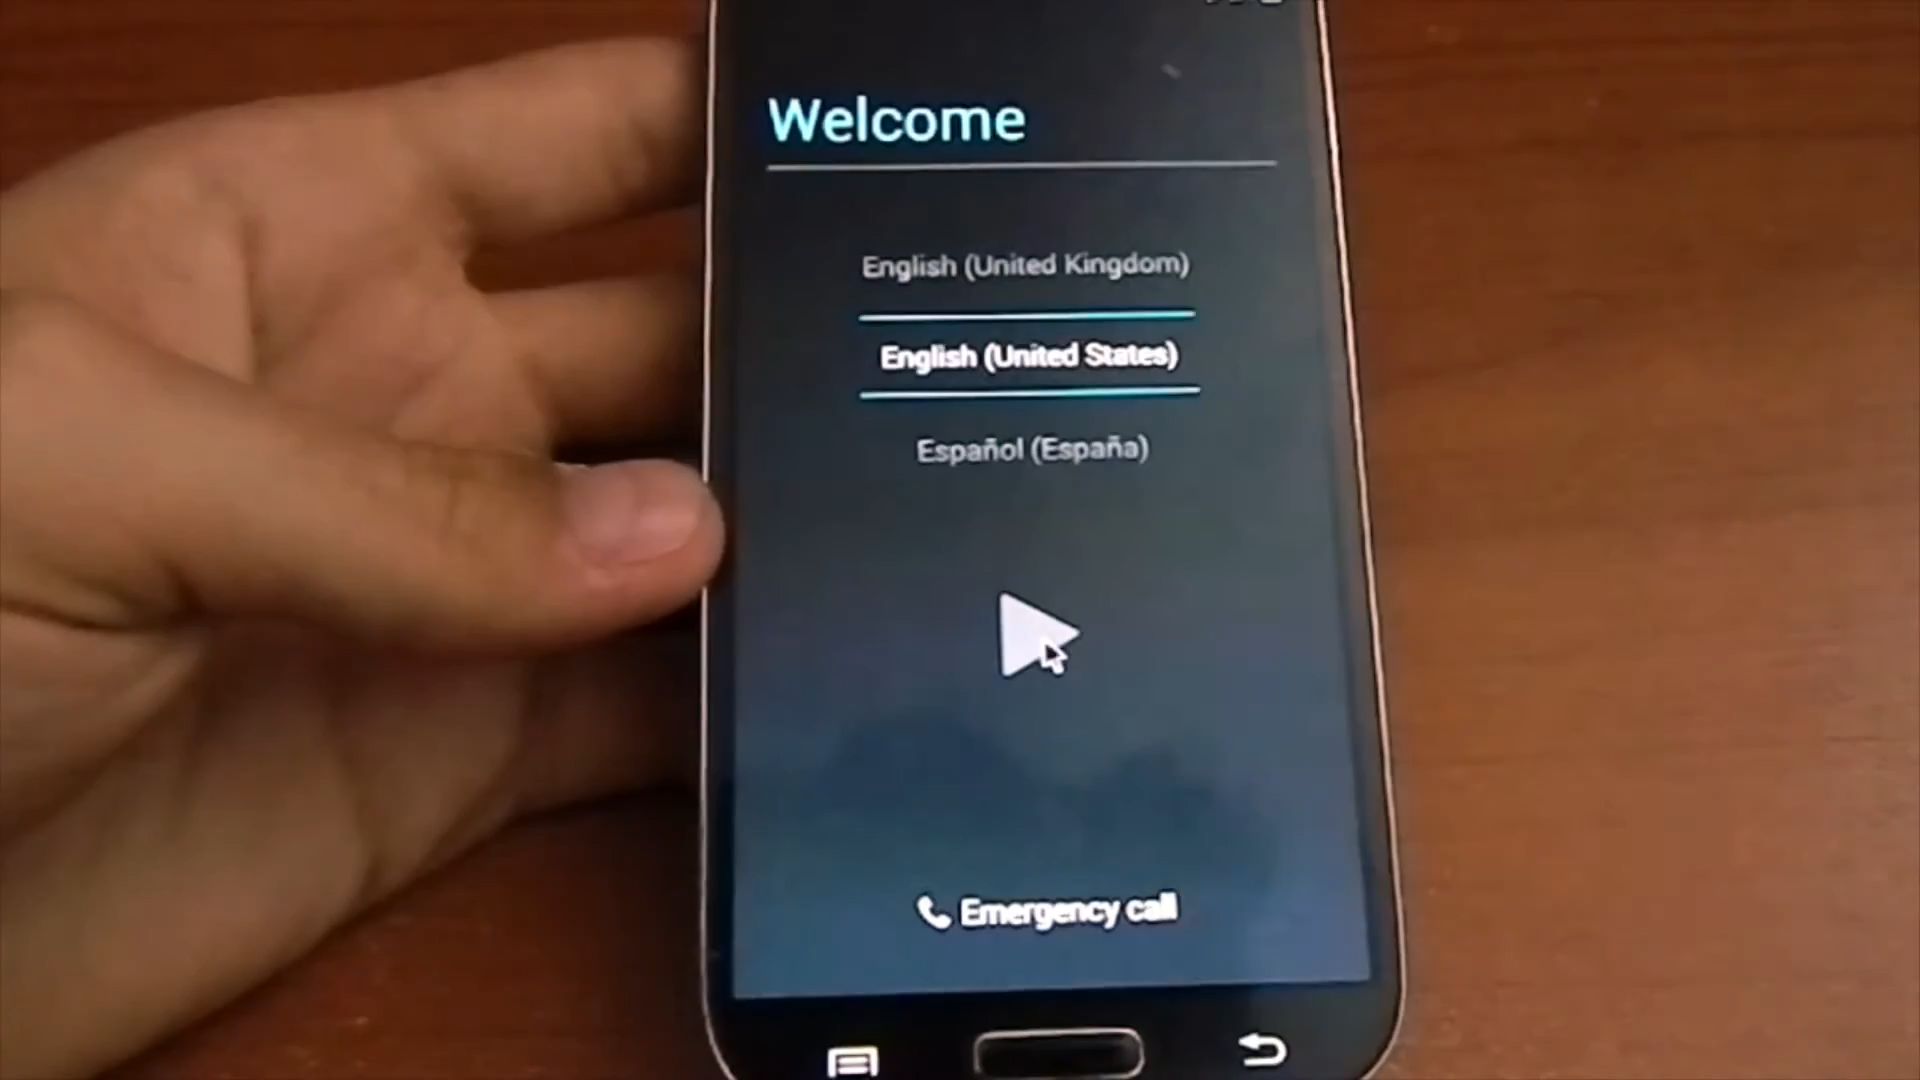 Welcome
English (United Kingdom)
English (United States)
Español (España)
Emergency call